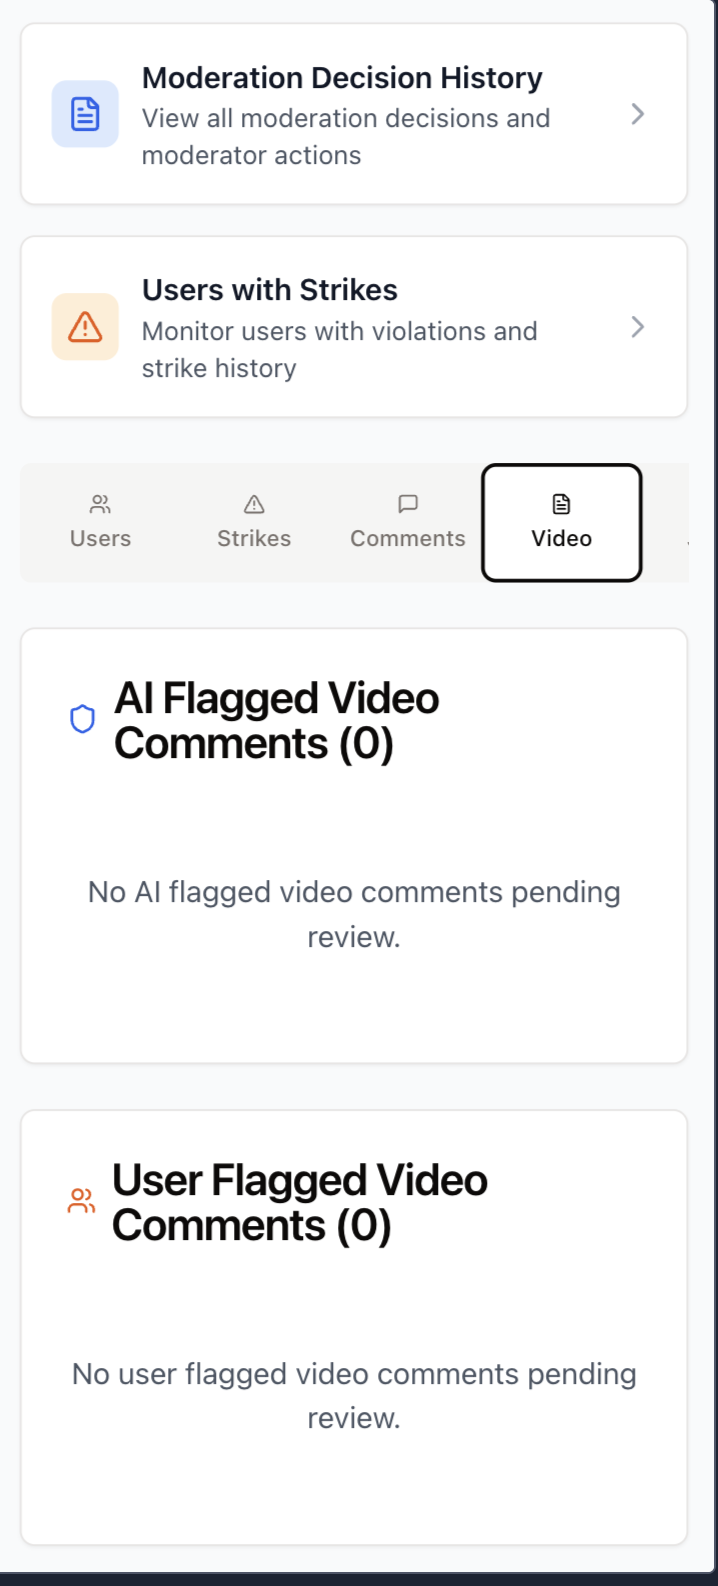 Moderation Decision History
View all moderation decisions and
moderator actions
Users with Strikes
Monitor users with violations and
strike history
Users
Strikes
Comments
Video
AI Flagged Video
Comments (0)
No AI flagged video comments pending
review.
User Flagged Video
Comments (0)
No user flagged video comments pending
review.